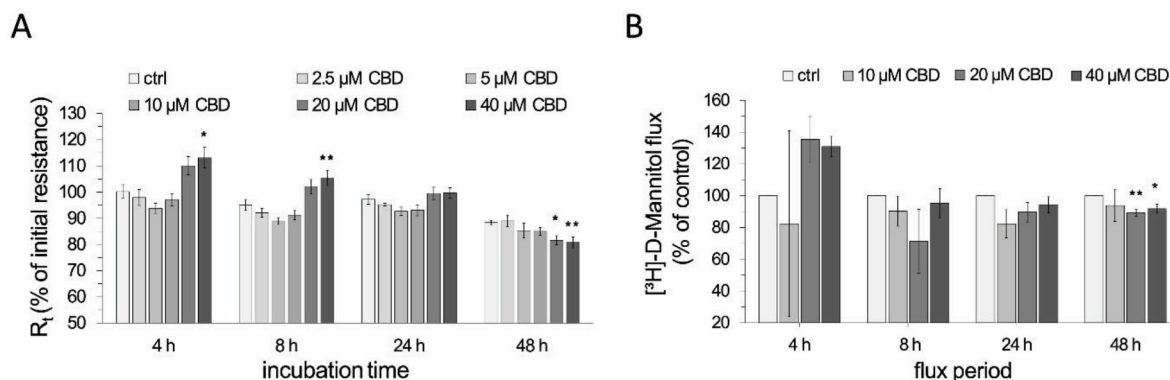 A
ctrl 2.5 µM CBD 5 µM CBD
10 µM CBD 20 µM CBD 40 µM CBD
Rt (% of initial resistance)
130
120
110
100
90
80
70
60
50
*
**
*
**
4 h 8 h 24 h 48 h
incubation time
B
ctrl 10 µM CBD 20 µM CBD 40 µM CBD
[³H]-D-Mannitol flux
(% of control)
160
140
120
100
80
60
40
20
**
*
4 h 8 h 24 h 48 h
flux period